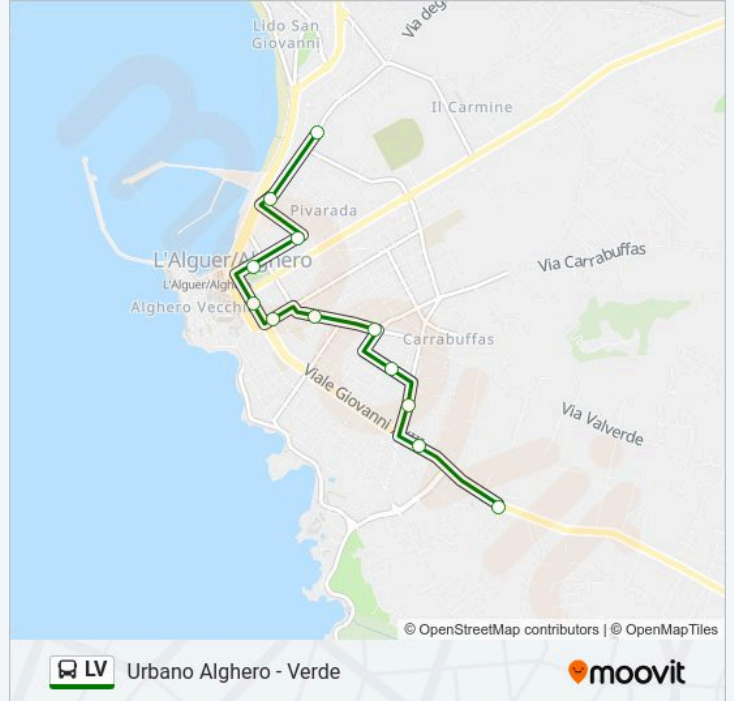 Via deg
Lido San
Giovanni
Il Carmine
Pivarada
Via Carrabuffas
L'Alguer/Alghero
L'Alguer/Algh
Alghero Vecchi
Carrabuffas
Viale Giovanni
Via Valverde
© OpenStreetMap contributors | © OpenMapTiles
LV Urbano Alghero - Verde
moovit